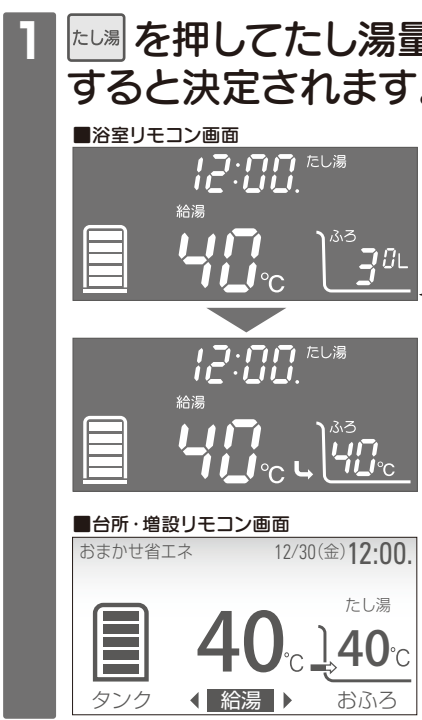 1
たし湯 を押してたし湯量
すると決定されます。
■浴室リモコン画面
12:00. たし湯
給湯
40℃
ふろ
30L
12:00. たし湯
給湯
40℃
ふろ
40℃
■台所・増設リモコン画面
おまかせ省エネ 12/30(金) 12:00.
たし湯
40℃ 40℃
タンク ◀ 給湯 ▶ おふろ